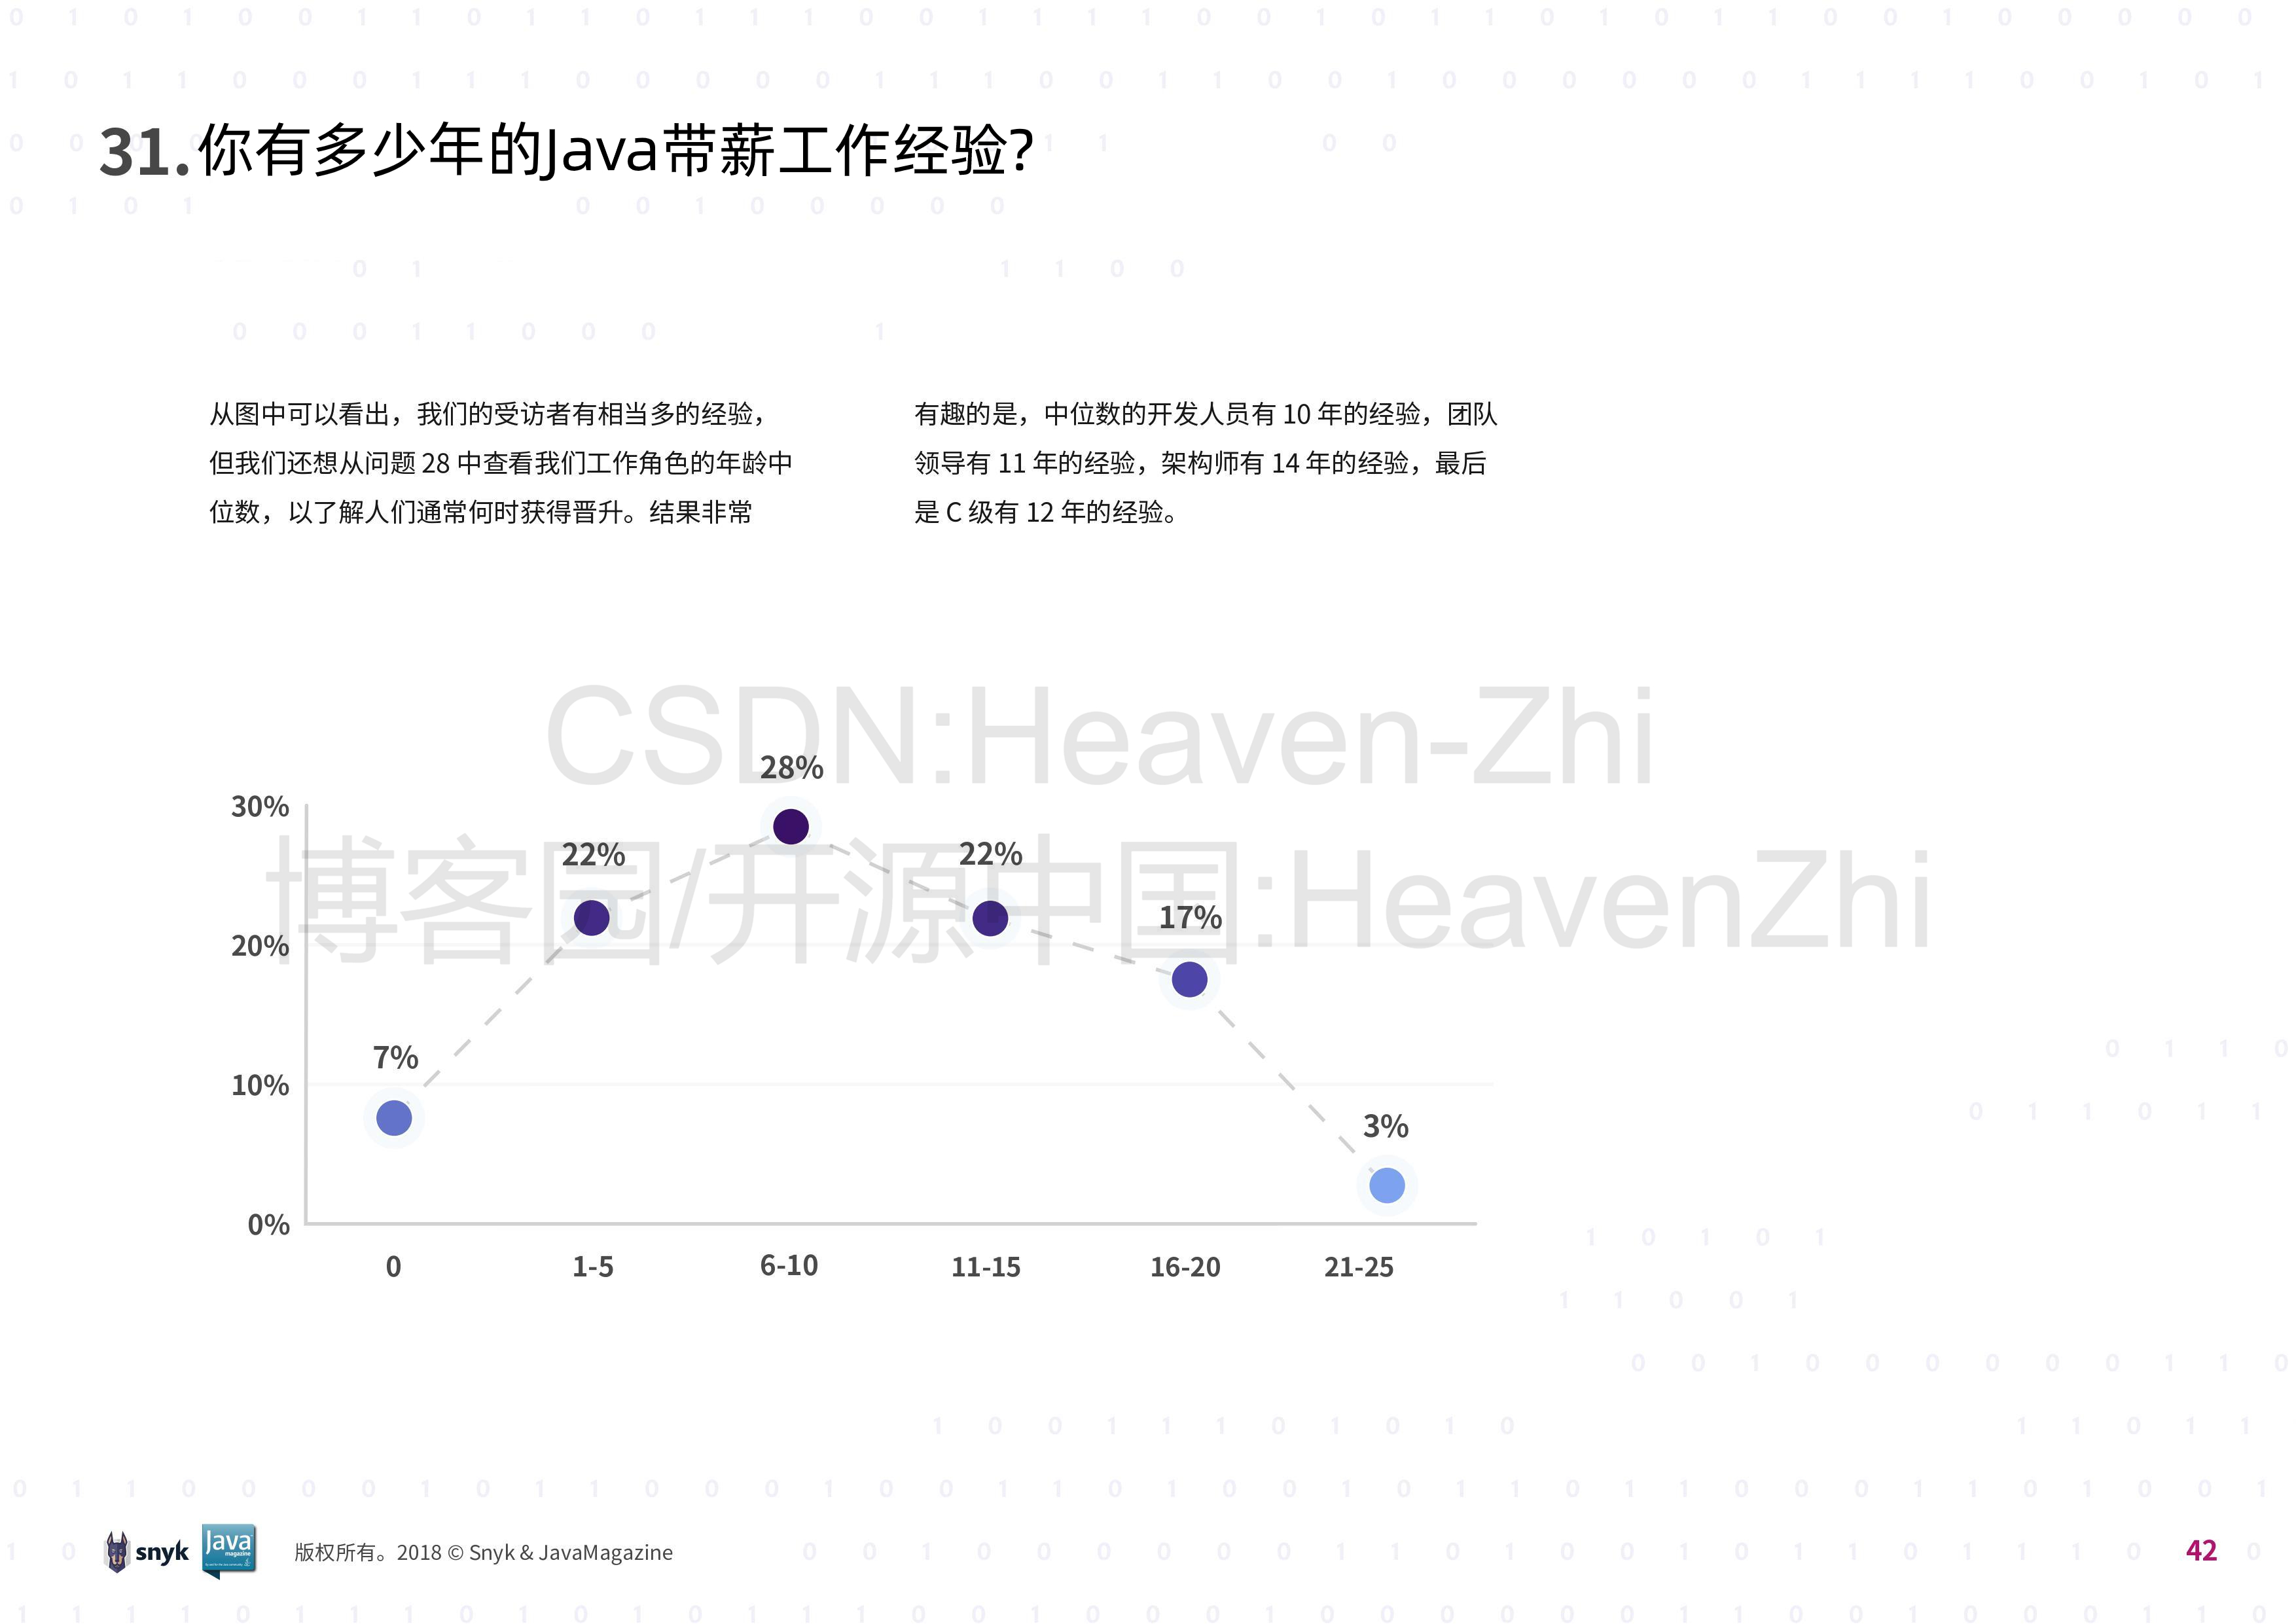 31.你有多少年的Java带薪工作经验?
从图中可以看出，我们的受访者有相当多的经验，
但我们还想从问题 28 中查看我们工作角色的年龄中
位数，以了解人们通常何时获得晋升。结果非常
有趣的是，中位数的开发人员有 10 年的经验，团队
领导有 11 年的经验，架构师有 14 年的经验，最后
是 C 级有 12 年的经验。
CSDN:Heaven-Zhi
博客园/开源中国:HeavenZhi
30%
20%
10%
0%
7%
22%
28%
22%
17%
3%
0
1-5
6-10
11-15
16-20
21-25
snyk
Java
magazine
版权所有。2018 © Snyk & JavaMagazine
42